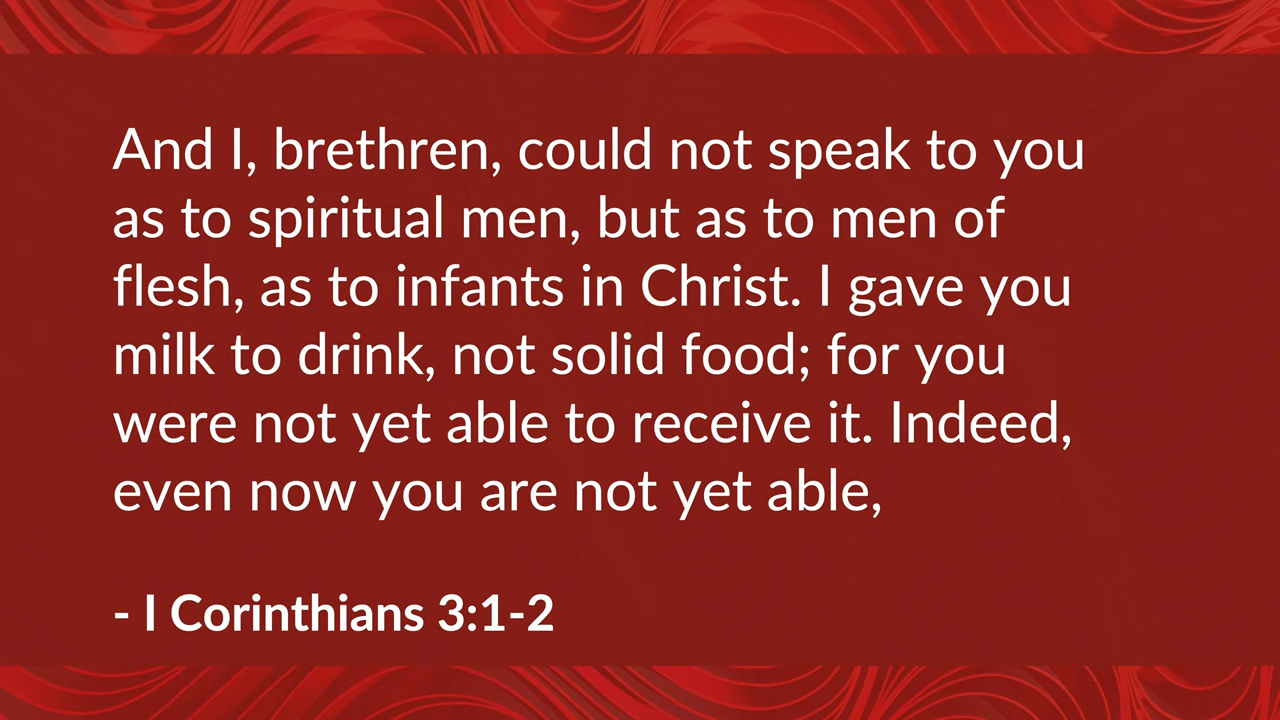 And I, brethren, could not speak to you
as to spiritual men, but as to men of
flesh, as to infants in Christ. I gave you
milk to drink, not solid food; for you
were not yet able to receive it. Indeed,
even now you are not yet able,
- I Corinthians 3:1-2